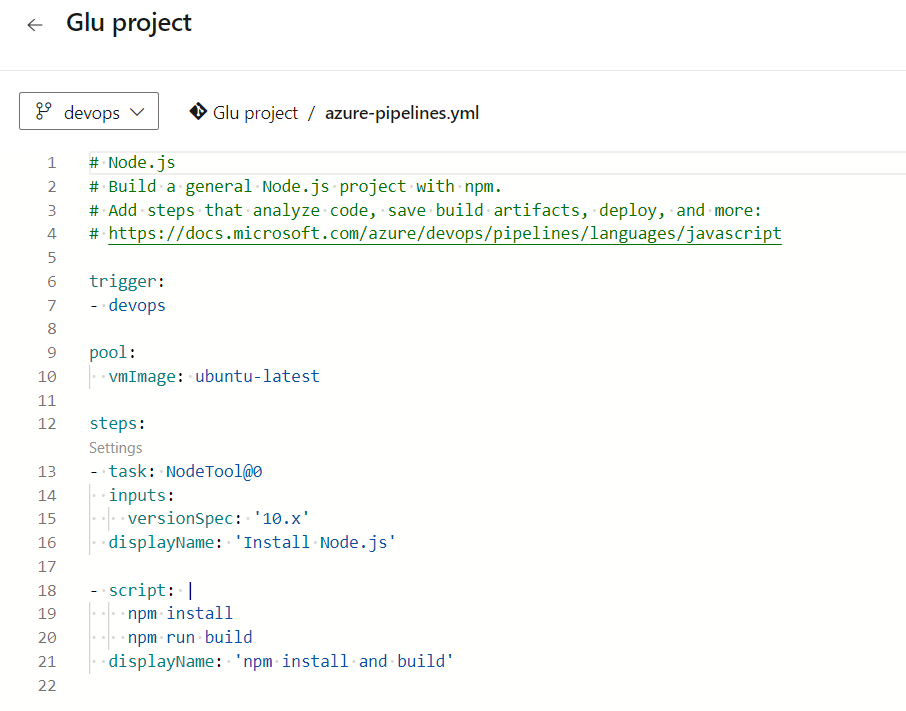 Glu project
devops Glu project / azure-pipelines.yml
1 # Node.js
2 # Build a general Node.js project with npm.
3 # Add steps that analyze code, save build artifacts, deploy, and more:
4 # https://docs.microsoft.com/azure/devops/pipelines/languages/javascript
5
6 trigger:
7 - devops
8
9 pool:
10   vmImage: ubuntu-latest
11
12 steps:
Settings
13 - task: NodeTool@0
14   inputs:
15     versionSpec: '10.x'
16   displayName: 'Install Node.js'
17
18 - script: |
19     npm install
20     npm run build
21   displayName: 'npm install and build'
22